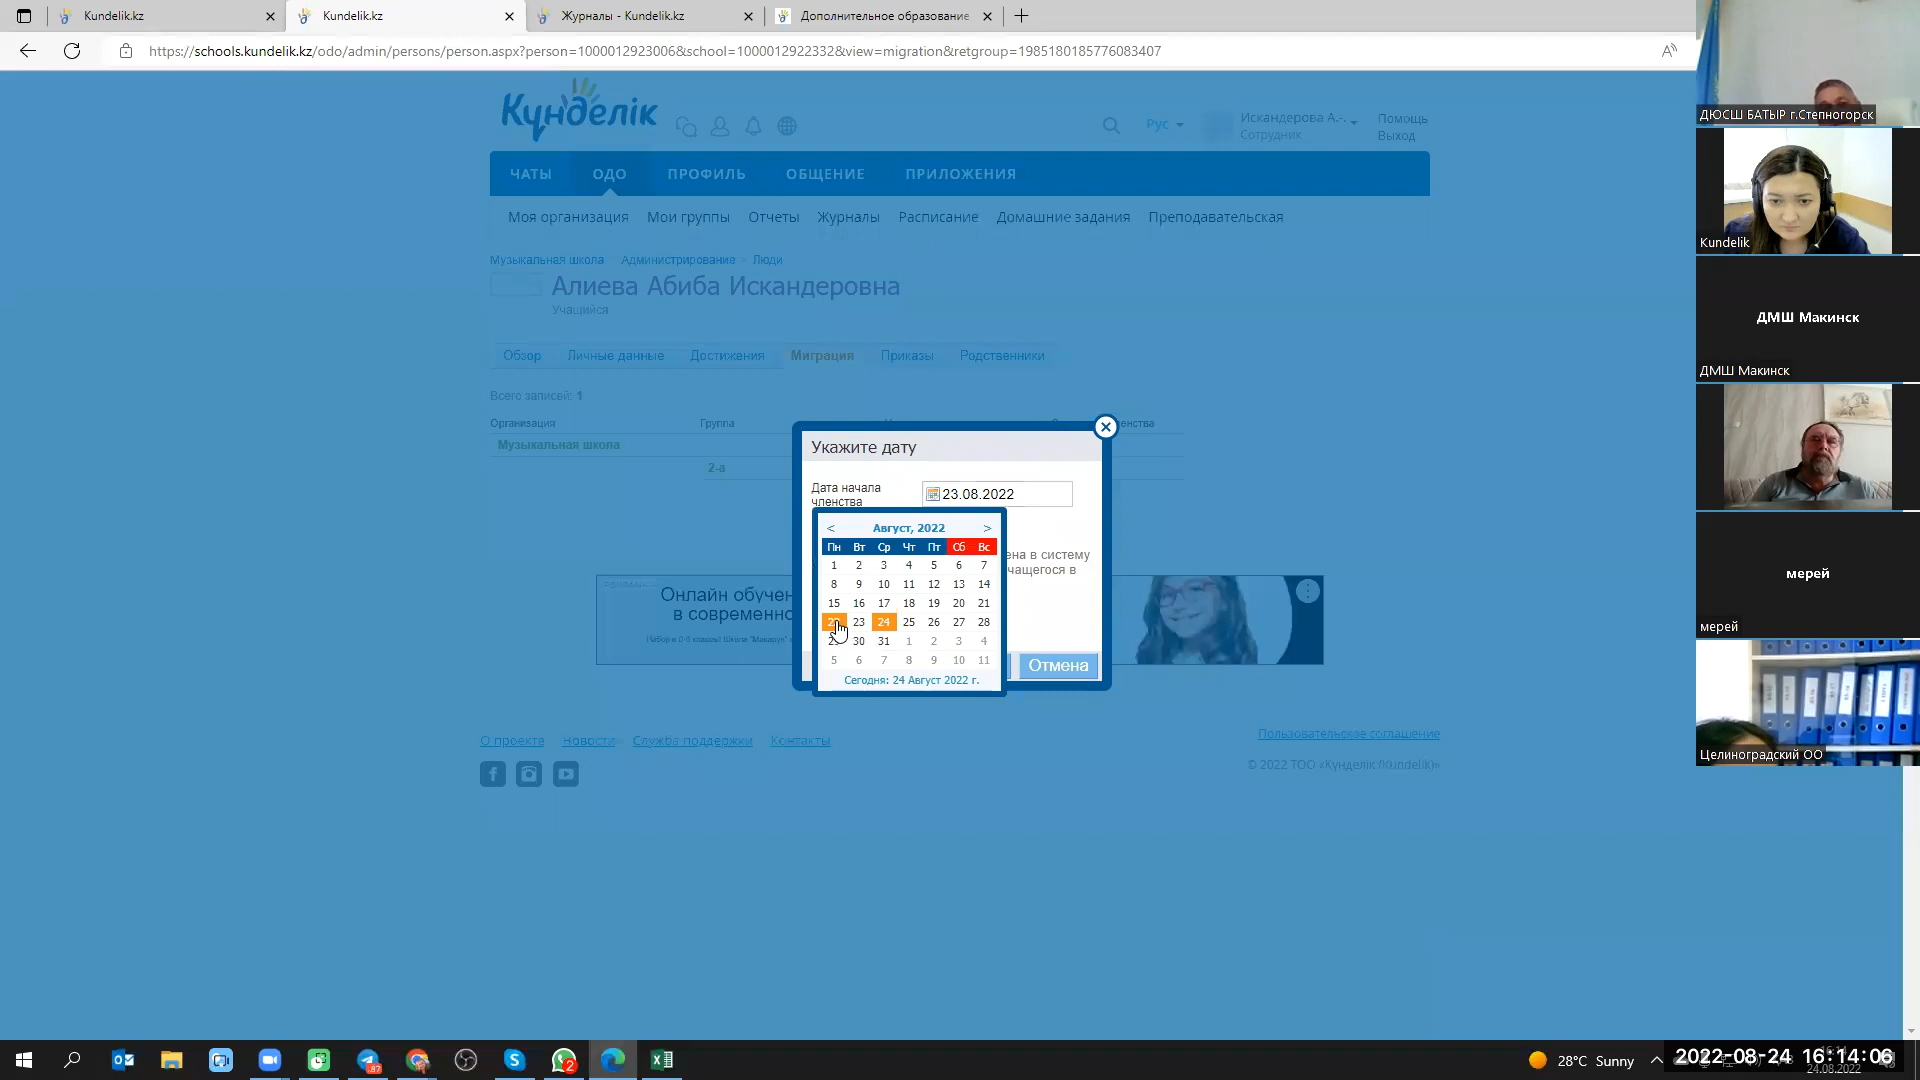 Kundelik.kz
Kundelik.kz
Журналы - Kundelik.kz
Дополнительное образование
https://schools.kundelik.kz/odo/admin/persons/person.aspx?person=1000012923006&school=1000012922332&view=migration&retgroup=1985180185776083407
Күнделік
Рус
Искандерова А.-.
Сотрудник
Помощь
Выход
ЧАТЫ
ОДО
ПРОФИЛЬ
ОБЩЕНИЕ
ПРИЛОЖЕНИЯ
Моя организация
Мои группы
Отчеты
Журналы
Расписание
Домашние задания
Преподавательская
Музыкальная школа
Администрирование
Люди
Алиева Абиба Искандеровна
Учащийся
Обзор
Личные данные
Достижения
Миграция
Приказы
Родственники
Всего записей: 1
Организация
Группа
Музыкальная школа
2-а
Укажите дату
Дата начала
членства
23.08.2022
< Август, 2022 >
Пн Вт Ср Чт Пт Сб Вс
1 2 3 4 5 6 7
8 9 10 11 12 13 14
15 16 17 18 19 20 21
23 24 25 26 27 28
30 31 1 2 3 4
5 6 7 8 9 10 11
Сегодня: 24 Август 2022 г.
в систему
Отмена
Онлайн обуче
в современно
О проекте
Новости
Служба поддержки
Контакты
Пользовательское соглашение
© 2022 ТОО «Күнделік (Kundelik)»
ДЮСШ БАТЫР г.Степногорск
Kundelik
ДМШ Макинск
ДМШ Макинск
мерей
мерей
Целиноградский ОО
87
2
28°C Sunny
2022-08-24 16:14:06
24.08.2022